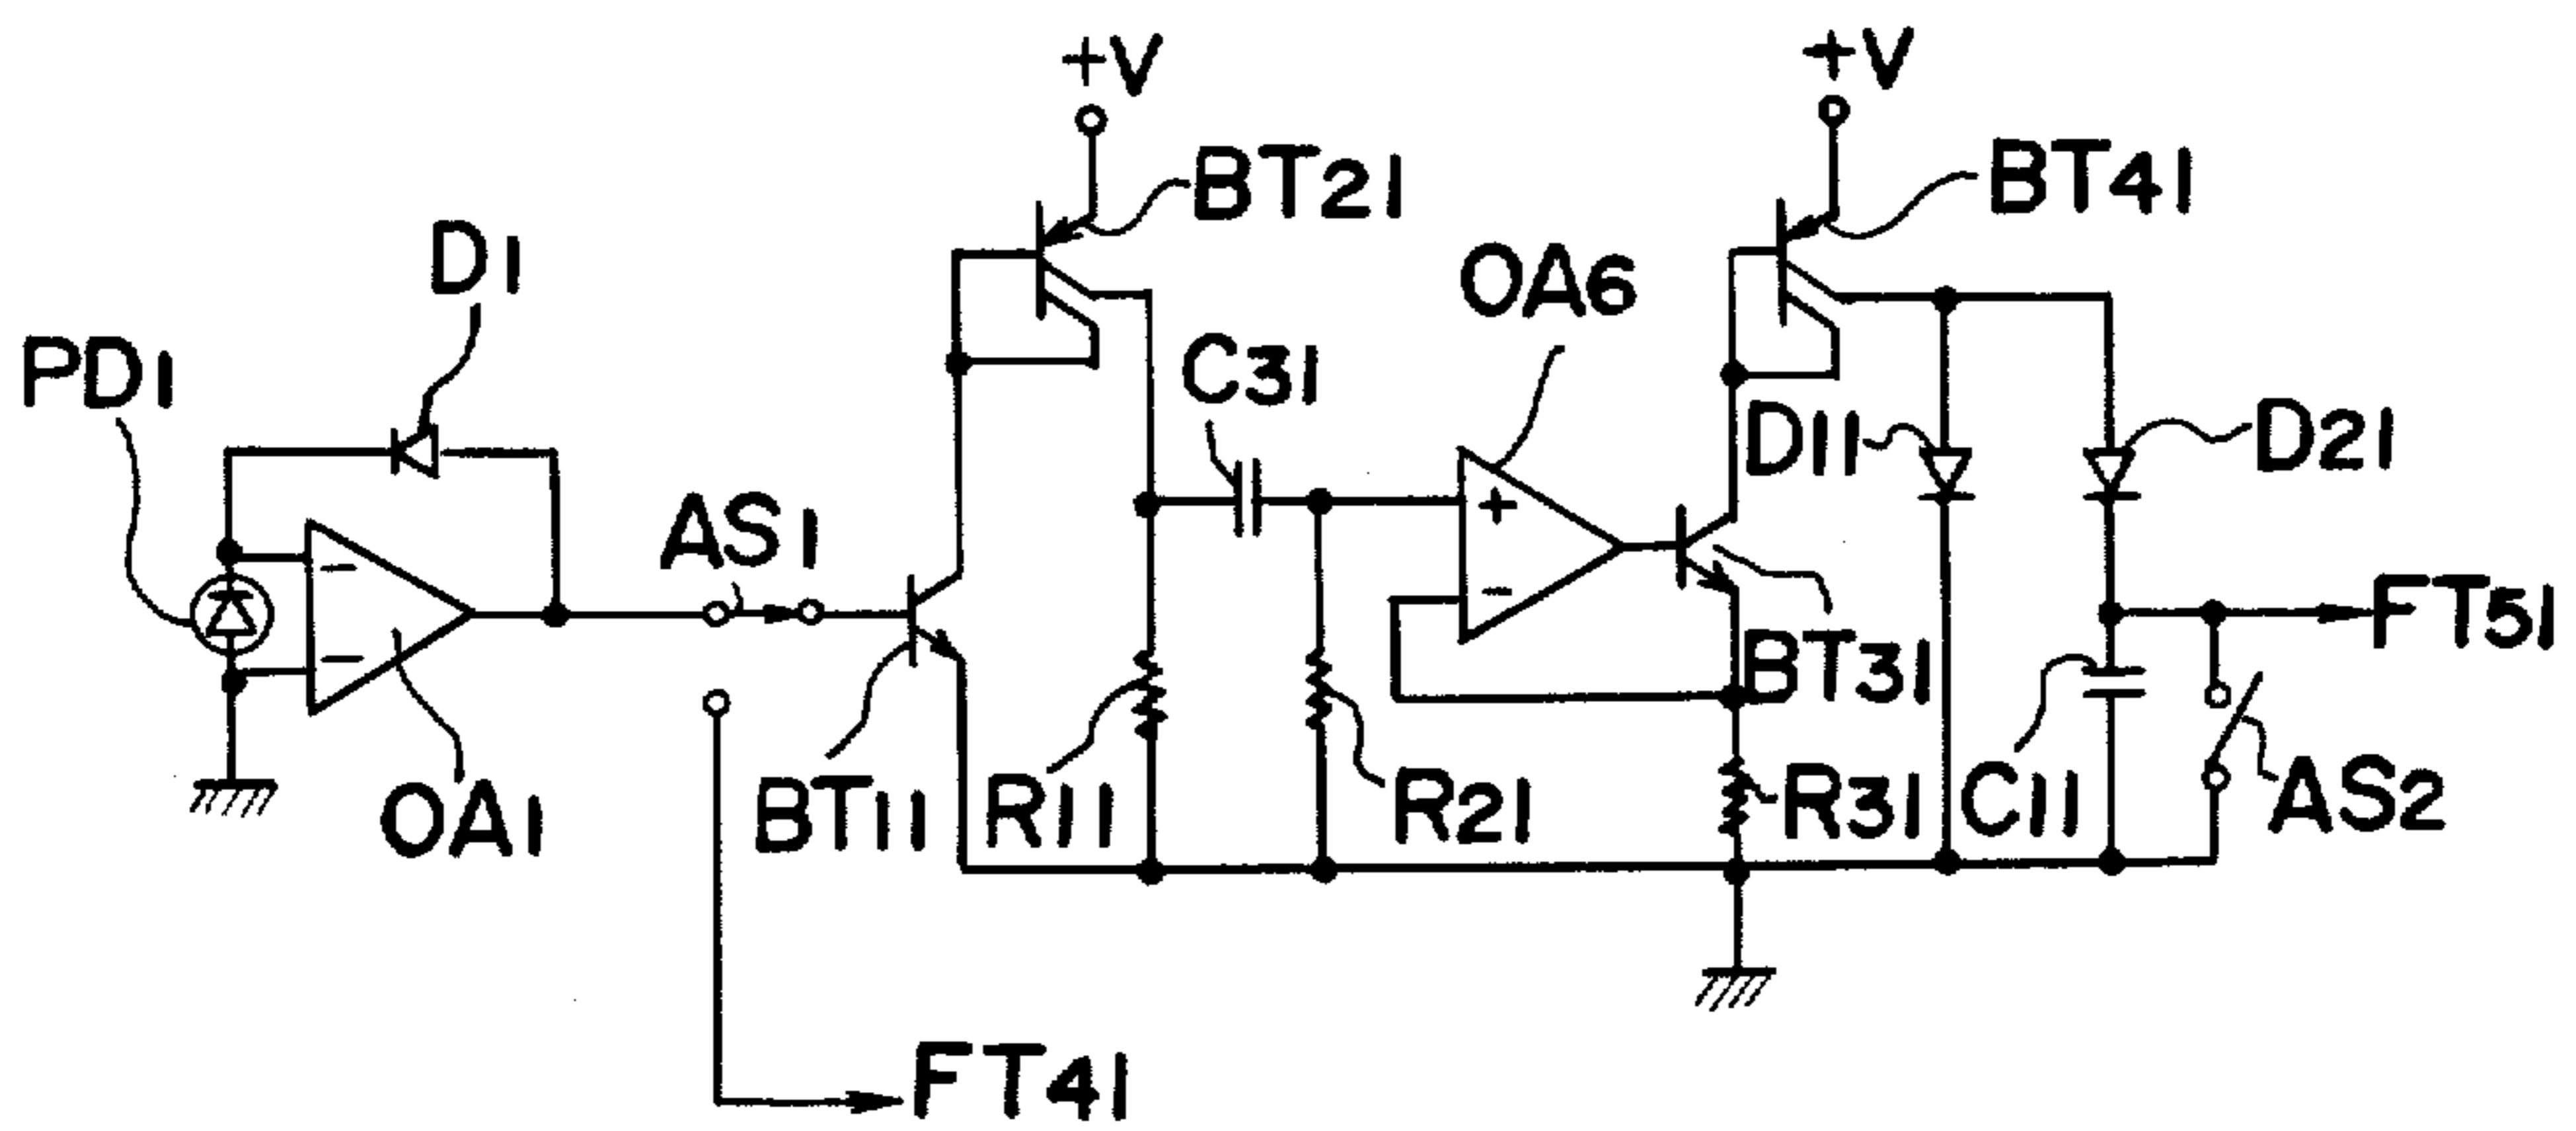 +V
+V
BT21
BT41
D1
OA6
PD1
C31
D11
D21
AS1
+
−
−
−
FT51
BT31
OA1
BT11
R11
R21
R31
C11
AS2
FT41